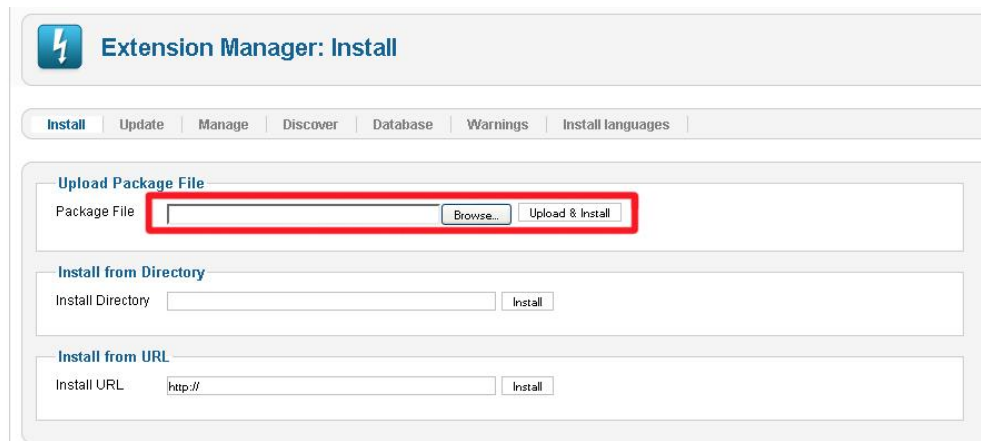 Extension Manager: Install
Install Update Manage Discover Database Warnings Install languages
Upload Package File
Package File Browse... Upload & Install
Install from Directory
Install Directory Install
Install from URL
Install URL http:// Install